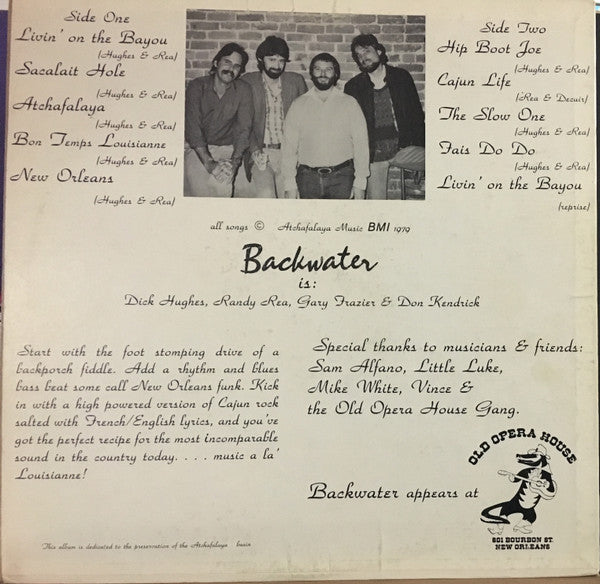 Side One
Livin' on the Bayou
(Hughes & Rea)
Sacalait Hole
(Hughes & Rea)
Atchafalaya
(Hughes & Rea)
Bon Temps Louisianne
(Hughes & Rea)
New Orleans
(Hughes & Rea)
Side Two
Hip Boot Joe
(Hughes & Rea)
Cajun Life
(Rea & Decuir)
The Slow One
(Hughes & Rea)
Fais Do Do
(Hughes & Rea)
Livin' on the Bayou
(reprise)
all songs © Atchafalaya Music BMI 1979
Backwater
is:
Dick Hughes, Randy Rea, Gary Frazier & Don Kendrick
Start with the foot stomping drive of a
backporch fiddle. Add a rhythm and blues
bass beat some call New Orleans funk. Kick
in with a high powered version of Cajun rock
salted with French/English lyrics, and you've
got the perfect recipe for the most incomparable
sound in the country today. . . . music a la'
Louisianne!
Special thanks to musicians & friends:
Sam Alfano, Little Luke,
Mike White, Vince &
the Old Opera House Gang.
Backwater appears at
OLD OPERA HOUSE
601 BOURBON ST.
NEW ORLEANS
This album is dedicated to the preservation of the Atchafalaya basin